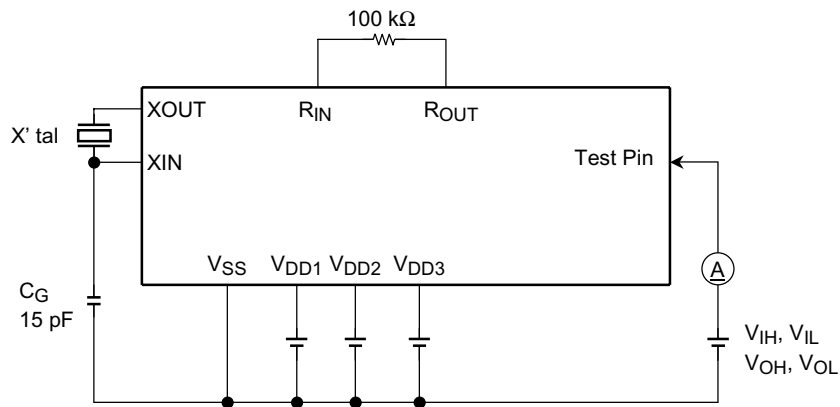 100 kΩ
XOUT
RIN
ROUT
X' tal
XIN
Test Pin
VSS
VDD1
VDD2
VDD3
A
CG
15 pF
VIH, VIL
VOH, VOL